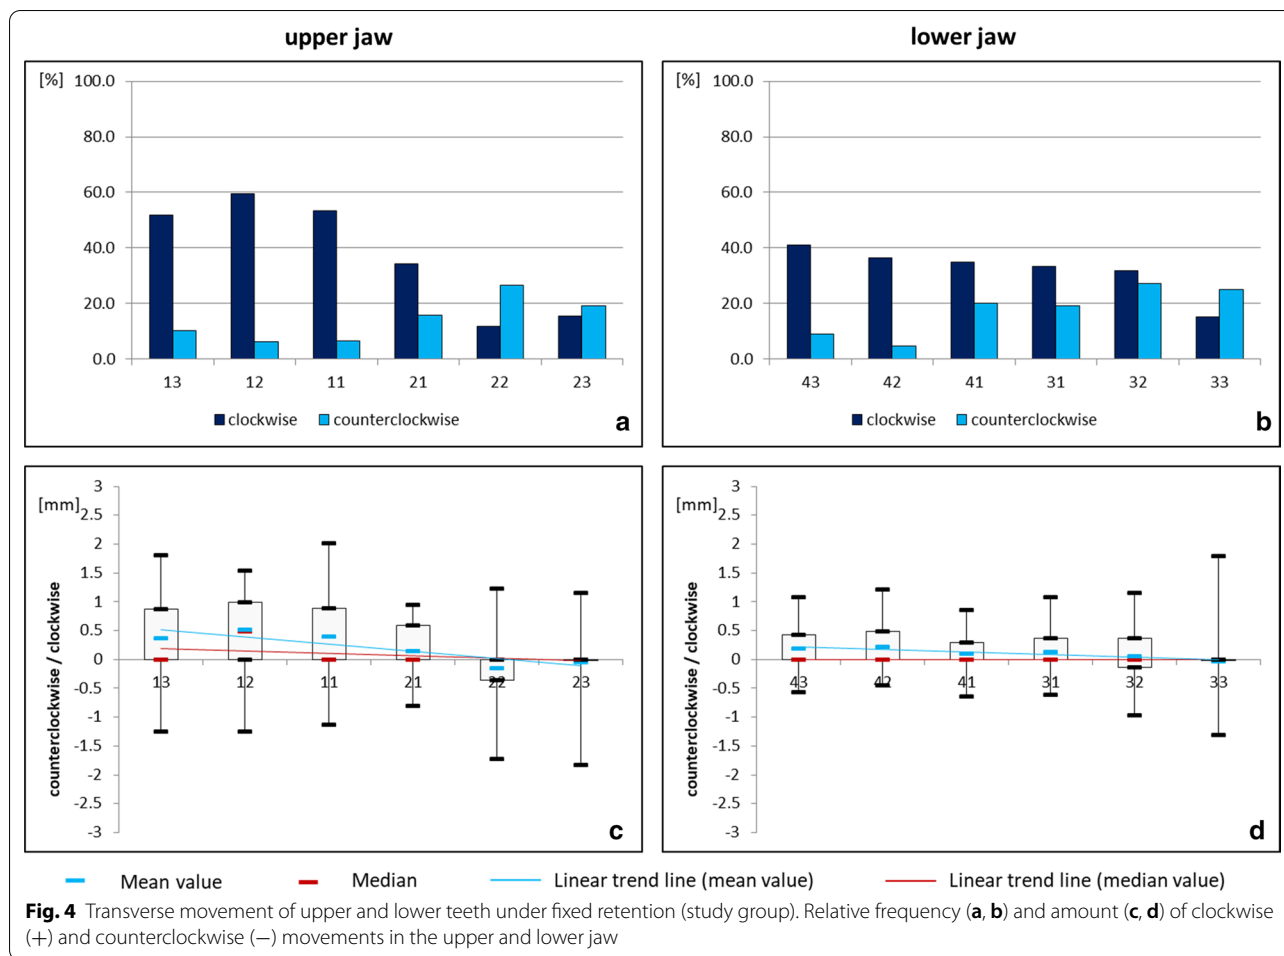 upper jaw
lower jaw
[%] 100.0
80.0
60.0
40.0
20.0
0.0
13 12 11 21 22 23
clockwise counterclockwise
a
[%] 100.0
80.0
60.0
40.0
20.0
0.0
43 42 41 31 32 33
clockwise counterclockwise
b
3
[mm]
2.5
2
1.5
1
0.5
0
-0.5
-1
-1.5
-2
-2.5
-3
counterclockwise / clockwise
13 12 11 21 22 23
c
3
[mm]
2.5
2
1.5
1
0.5
0
-0.5
-1
-1.5
-2
-2.5
-3
counterclockwise / clockwise
43 42 41 31 32 33
d
Mean value Median Linear trend line (mean value) Linear trend line (median value)
Fig. 4 Transverse movement of upper and lower teeth under fixed retention (study group). Relative frequency (a, b) and amount (c, d) of clockwise
(+) and counterclockwise (−) movements in the upper and lower jaw